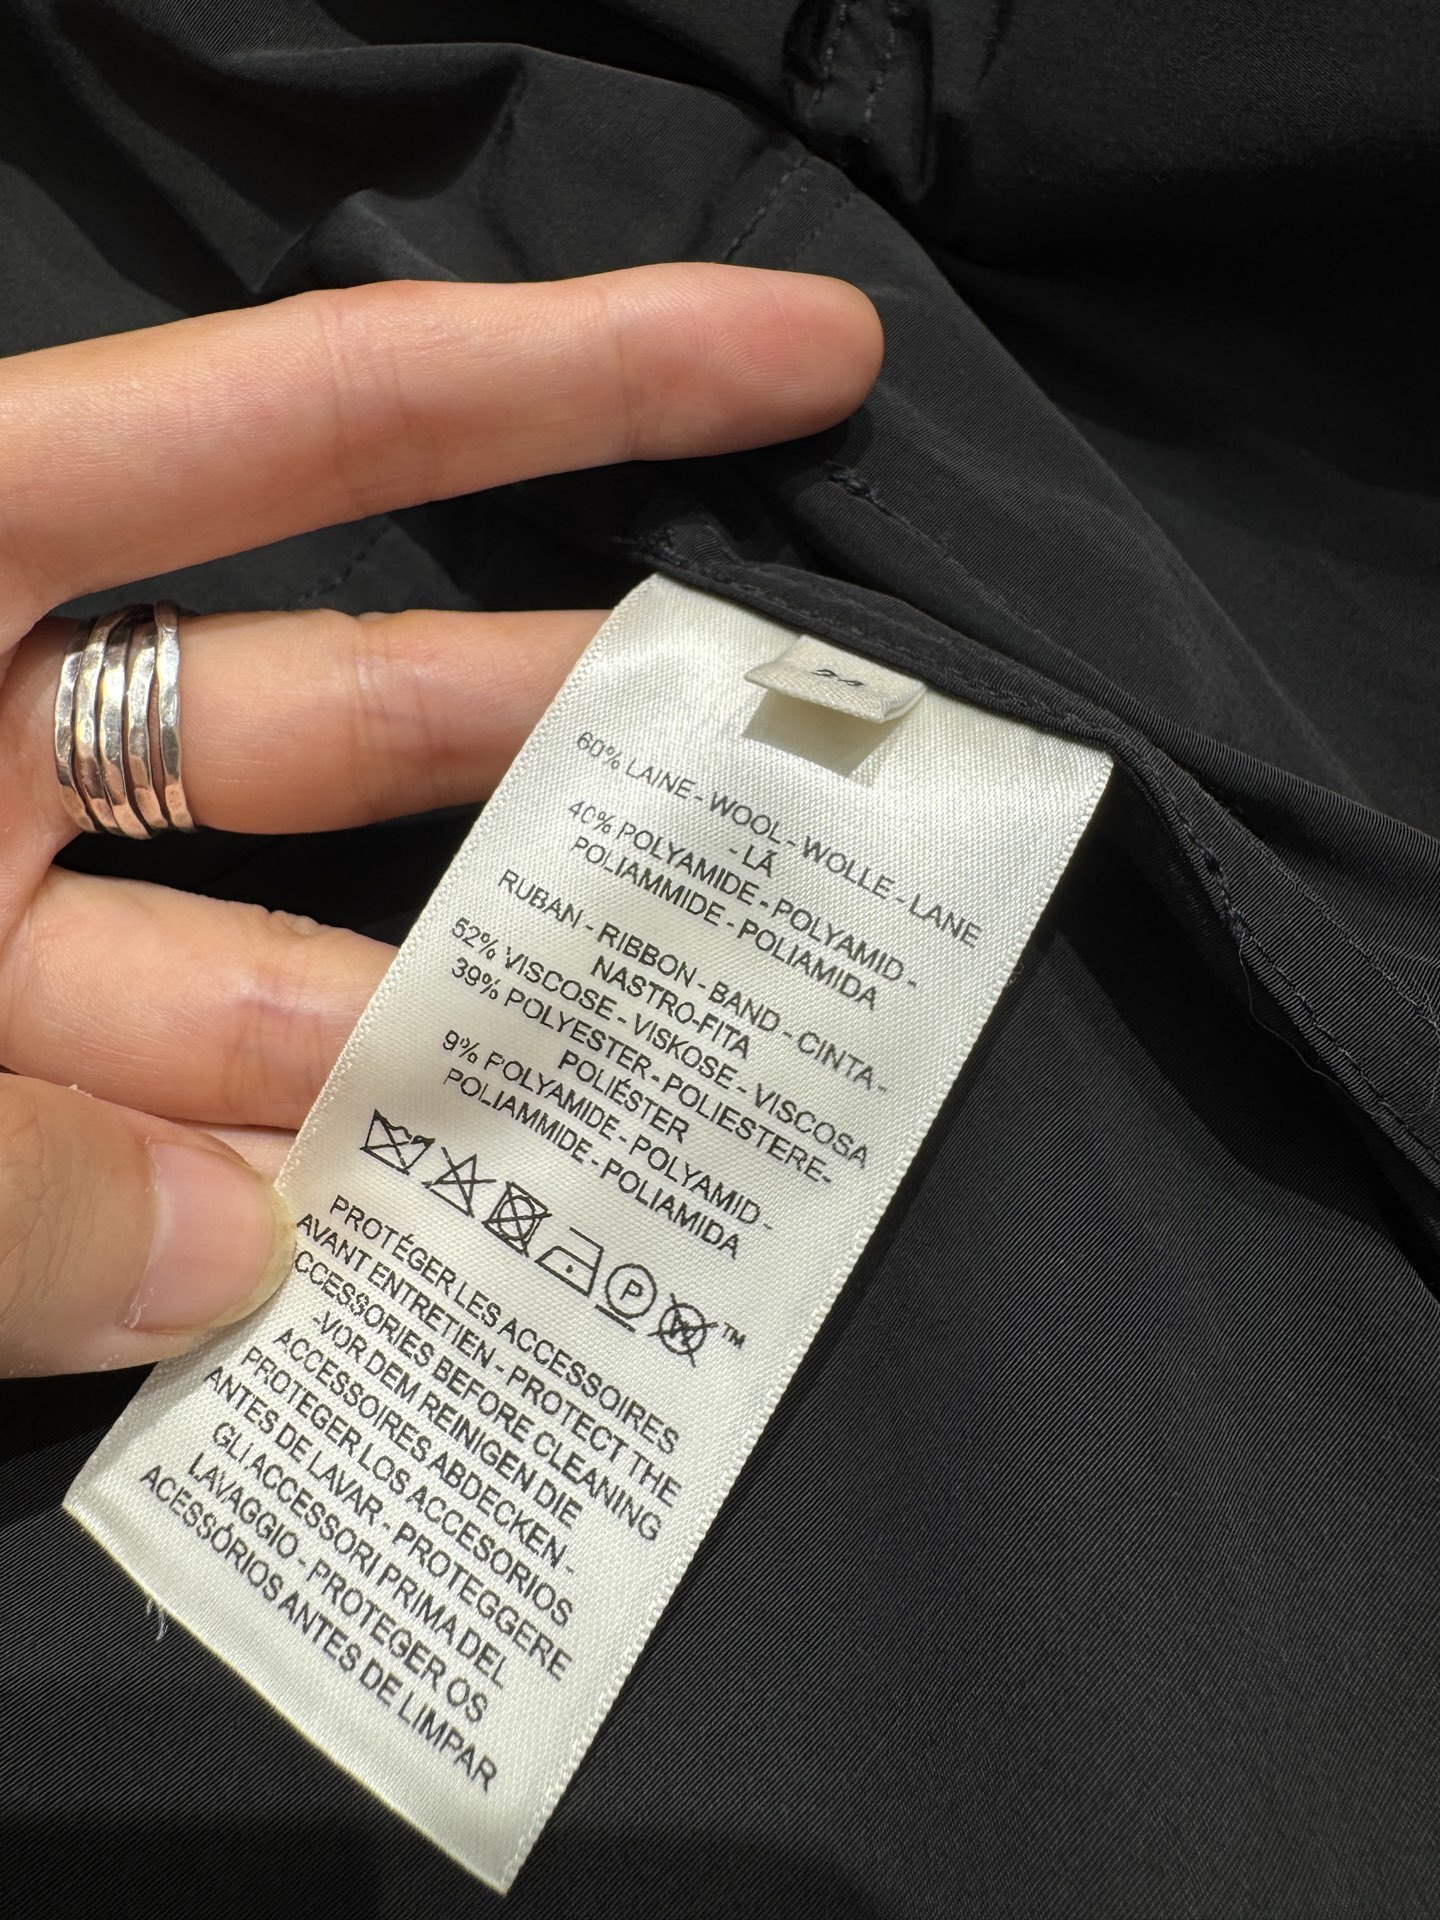 60% LAINE - WOOL - WOLLE - LANE
- LÃ
40% POLYAMIDE - POLYAMID -
POLIAMMIDE - POLIAMIDA
RUBAN - RIBBON - BAND - CINTA -
NASTRO-FITA
52% VISCOSE - VISKOSE - VISCOSA
39% POLYESTER - POLIESTERE-
POLIÉSTER
9% POLYAMIDE - POLYAMID -
POLIAMMIDE - POLIAMIDA
P W ™
PROTÉGER LES ACCESSOIRES
AVANT ENTRETIEN - PROTECT THE
CCESSORIES BEFORE CLEANING
-VOR DEM REINIGEN DIE
ACCESSOIRES ABDECKEN -
PROTEGER LOS ACCESORIOS
ANTES DE LAVAR - PROTEGGERE
GLI ACCESSORI PRIMA DEL
LAVAGGIO - PROTEGER OS
ACESSÓRIOS ANTES DE LIMPAR